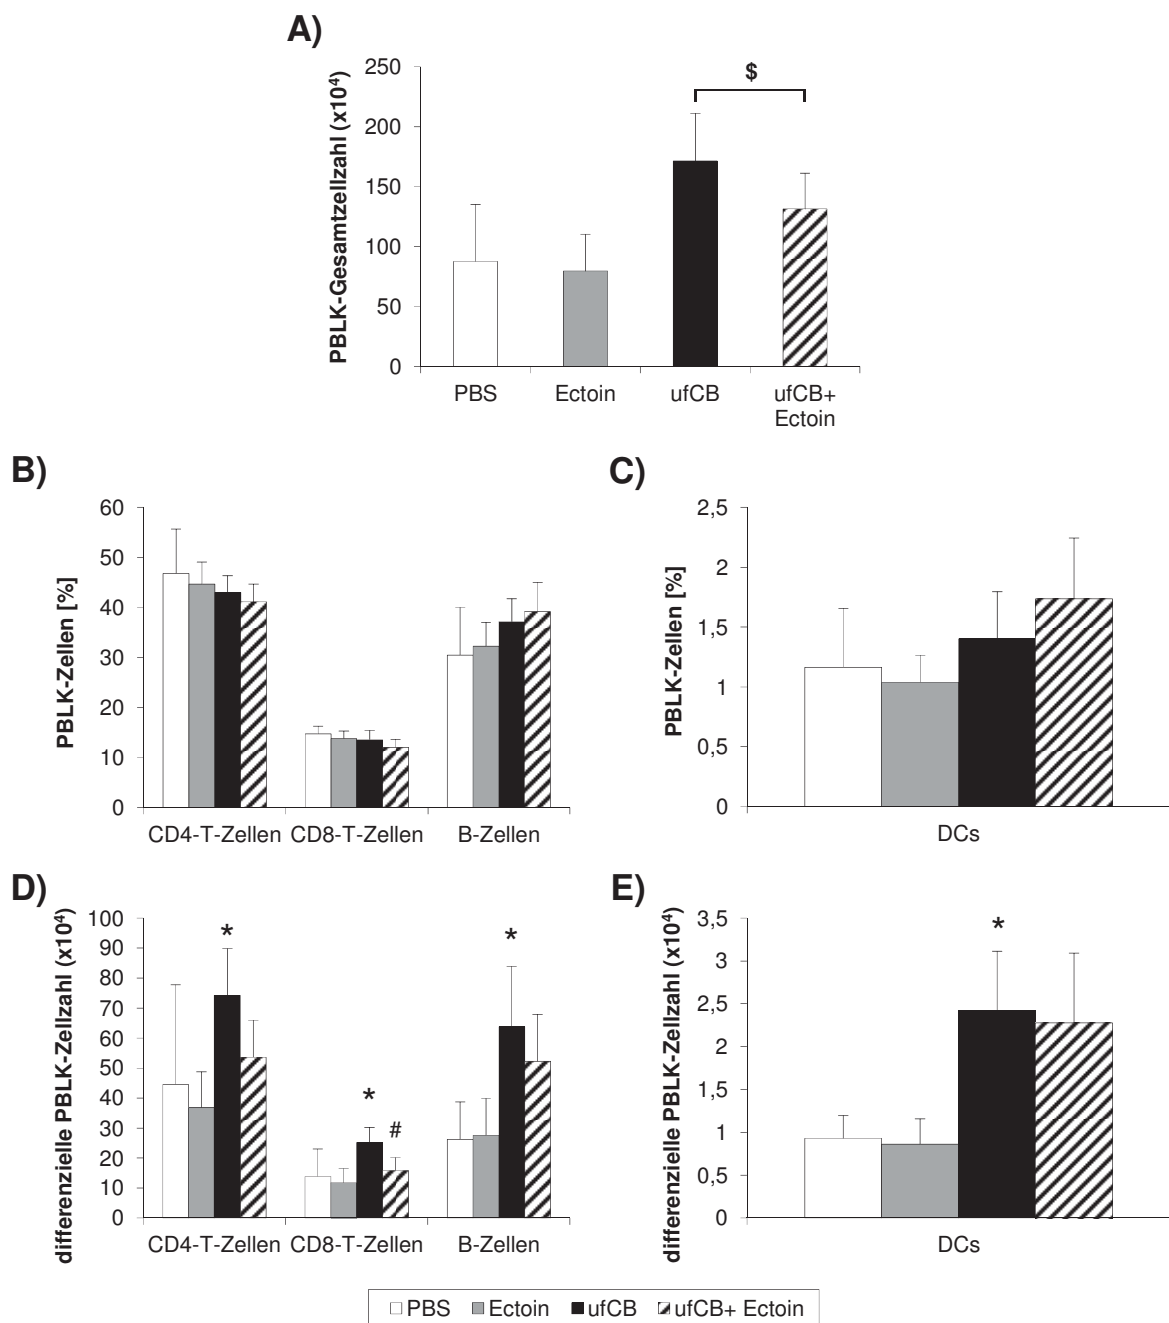 A)
PBLK-Gesamtzellzahl (x10⁴)
250
200
150
100
50
0
$
PBS
Ectoin
ufCB
ufCB+
Ectoin
B)
PBLK-Zellen [%]
60
50
40
30
20
10
0
CD4-T-Zellen
CD8-T-Zellen
B-Zellen
C)
PBLK-Zellen [%]
2,5
2
1,5
1
0,5
0
DCs
D)
differenzielle PBLK-Zellzahl (x10⁴)
100
90
80
70
60
50
40
30
20
10
0
*
*
#
*
CD4-T-Zellen
CD8-T-Zellen
B-Zellen
E)
differenzielle PBLK-Zellzahl (x10⁴)
3,5
3
2,5
2
1,5
1
0,5
0
*
DCs
PBS Ectoin ufCB ufCB+ Ectoin